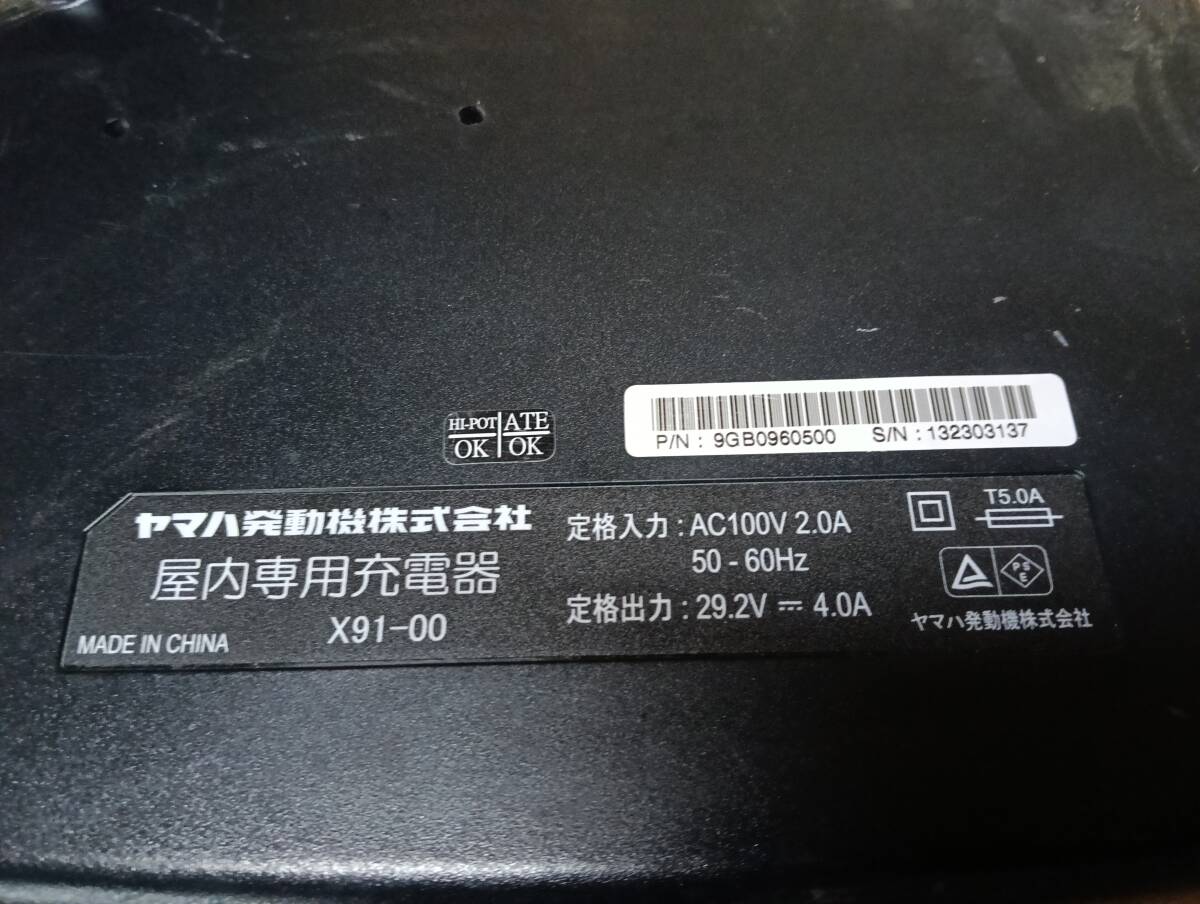 HI-POT ATE
OK OK
P/N : 9GB0960500 S/N : 132303137
ヤマハ発動機株式会社
屋内専用充電器
X91-00
MADE IN CHINA
定格入力 : AC100V 2.0A
50 - 60Hz
定格出力 : 29.2V ⎓ 4.0A
T5.0A
PSE
ヤマハ発動機株式会社